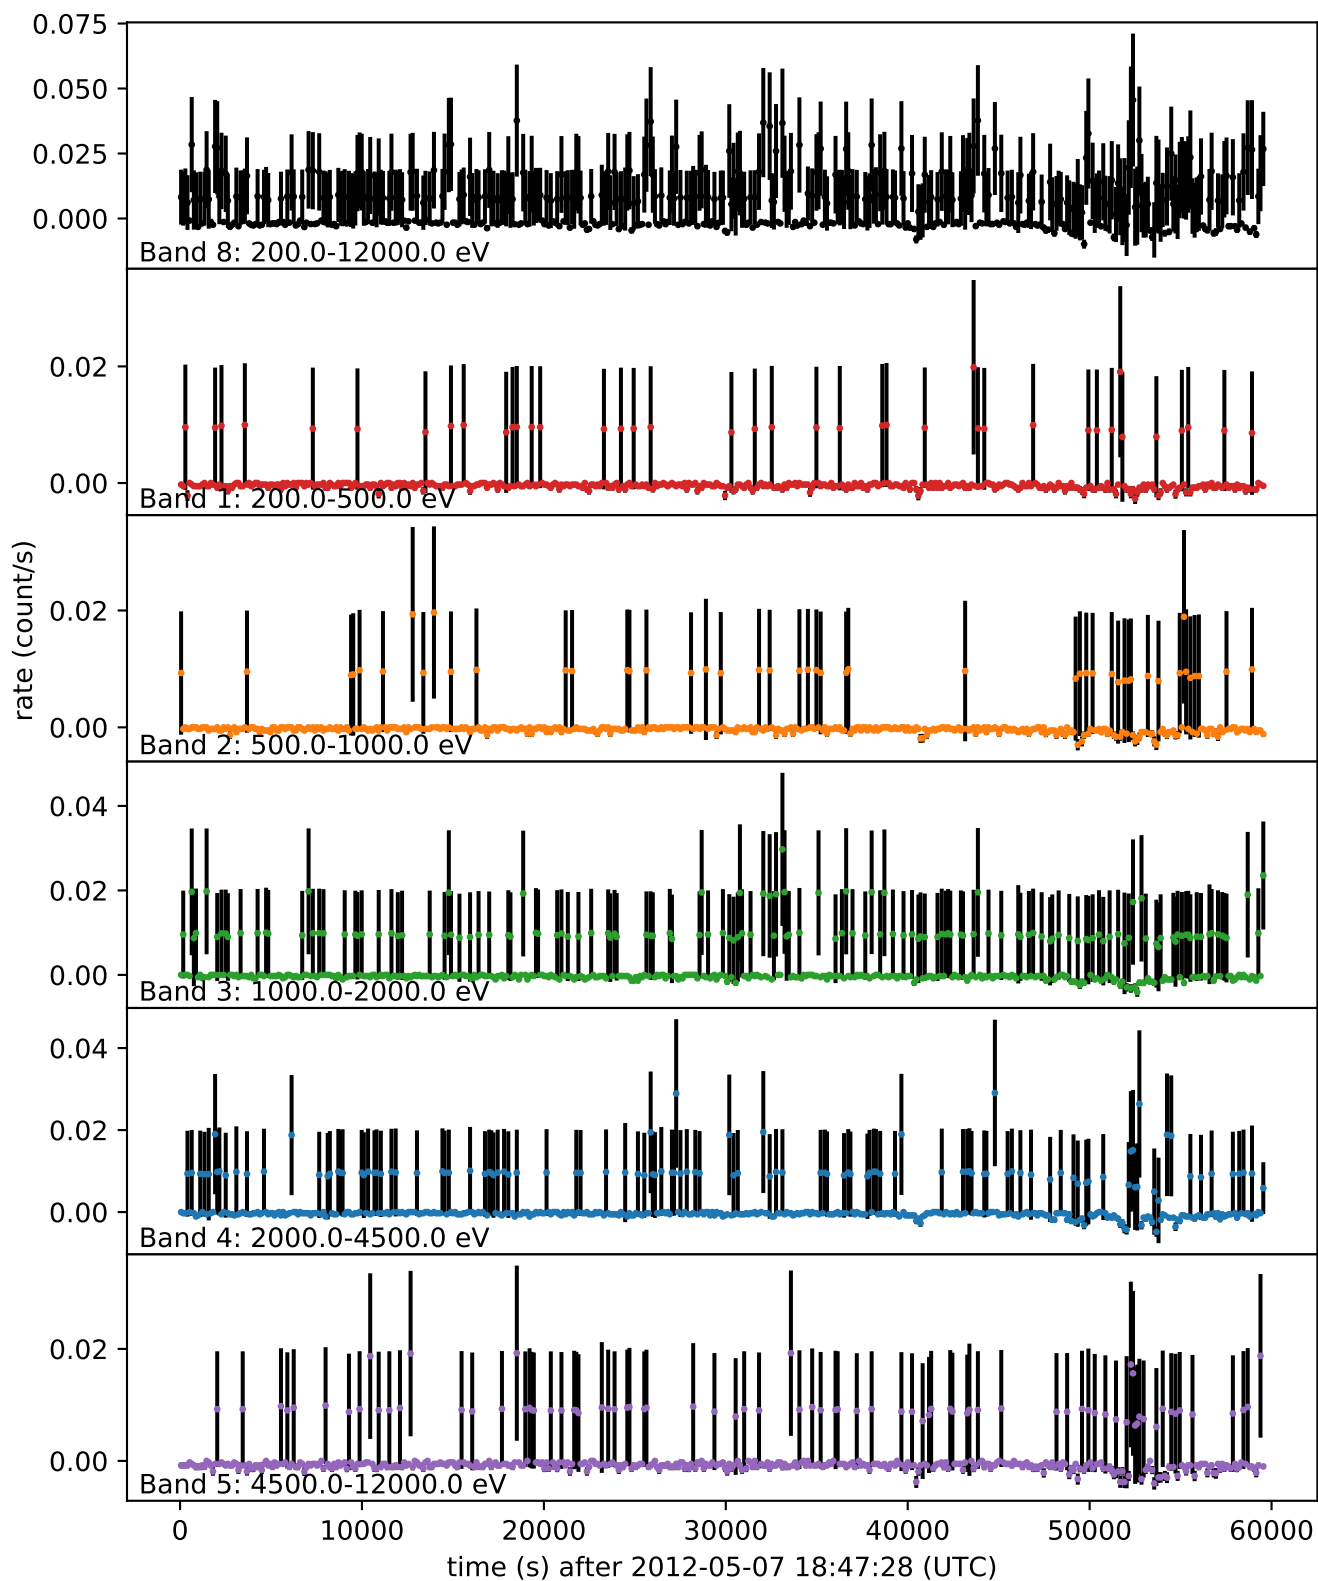 0.075
0.050
0.025
0.000
Band 8: 200.0-12000.0 eV
0.02
0.00
Band 1: 200.0-500.0 eV
rate (count/s)
0.02
0.00
Band 2: 500.0-1000.0 eV
0.04
0.02
0.00
Band 3: 1000.0-2000.0 eV
0.04
0.02
0.00
Band 4: 2000.0-4500.0 eV
0.02
0.00
Band 5: 4500.0-12000.0 eV
0 10000 20000 30000 40000 50000 60000
time (s) after 2012-05-07 18:47:28 (UTC)